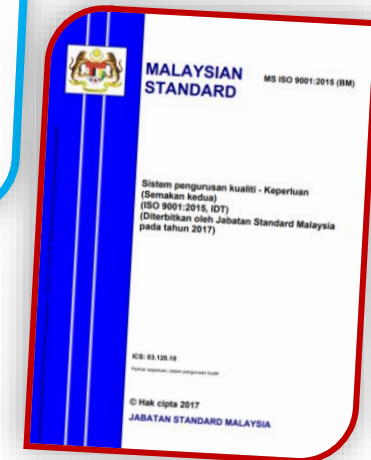 MALAYSIAN
STANDARD
MS ISO 9001:2015 (BM)
Sistem pengurusan kualiti - Keperluan
(Semakan kedua)
(ISO 9001:2015, IDT)
(Diterbitkan oleh Jabatan Standard Malaysia
pada tahun 2017)
ICS: 03.120.10
© Hak cipta 2017
JABATAN STANDARD MALAYSIA